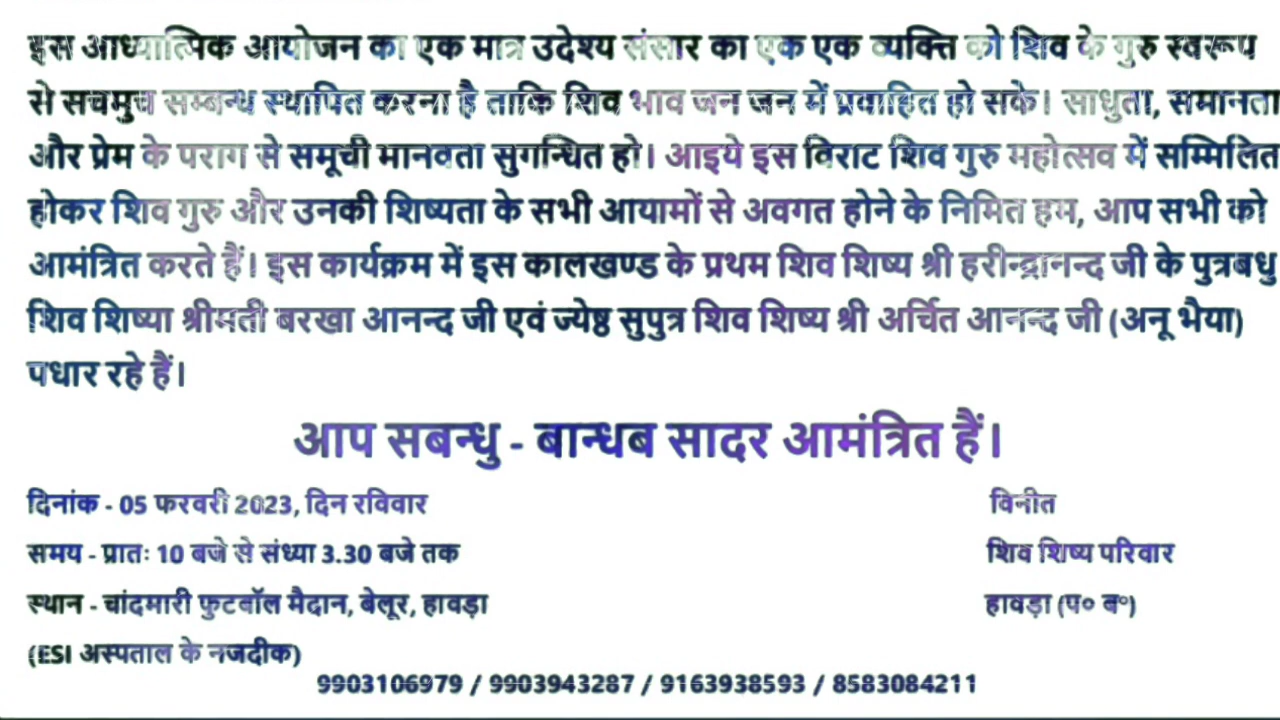 इस आध्यात्मिक आयोजन का एक मात्र उदेश्य संसार का एक एक व्यक्ति को शिव के गुरु स्वरूप
से सचमुच सम्बन्ध स्थापित करना है ताकि शिव भाव जन जन में प्रवाहित हो सके। साधुता, समानता
और प्रेम के पराग से समूची मानवता सुगन्धित हो। आइये इस विराट शिव गुरु महोत्सव में सम्मिलित
होकर शिव गुरु और उनकी शिष्यता के सभी आयामों से अवगत होने के निमित हम, आप सभी को
आमंत्रित करते हैं। इस कार्यक्रम में इस कालखण्ड के प्रथम शिव शिष्य श्री हरीन्द्रानन्द जी के पुत्रबधु
शिव शिष्या श्रीमती बरखा आनन्द जी एवं ज्येष्ठ सुपुत्र शिव शिष्य श्री अर्चित आनन्द जी (अनू भैया)
पधार रहे हैं।
आप सबन्धु - बान्धब सादर आमंत्रित हैं।
दिनांक - 05 फरवरी 2023, दिन रविवार
समय - प्रातः 10 बजे से संध्या 3.30 बजे तक
स्थान - चांदमारी फुटबॉल मैदान, बेलूर, हावड़ा
(ESI अस्पताल के नजदीक)
विनीत
शिव शिष्य परिवार
हावड़ा (प० ब०)
9903106979 / 9903943287 / 9163938593 / 8583084211